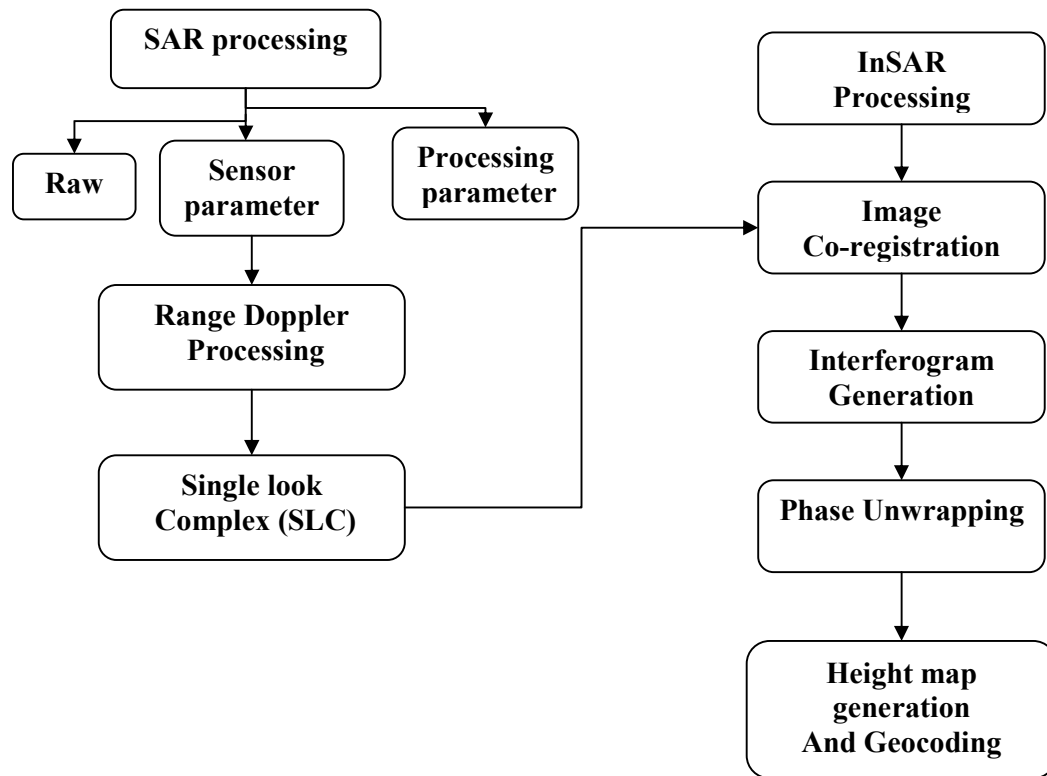 SAR processing
Raw
Sensor
parameter
Processing
parameter
Range Doppler
Processing
Single look
Complex (SLC)
InSAR
Processing
Image
Co-registration
Interferogram
Generation
Phase Unwrapping
Height map
generation
And Geocoding